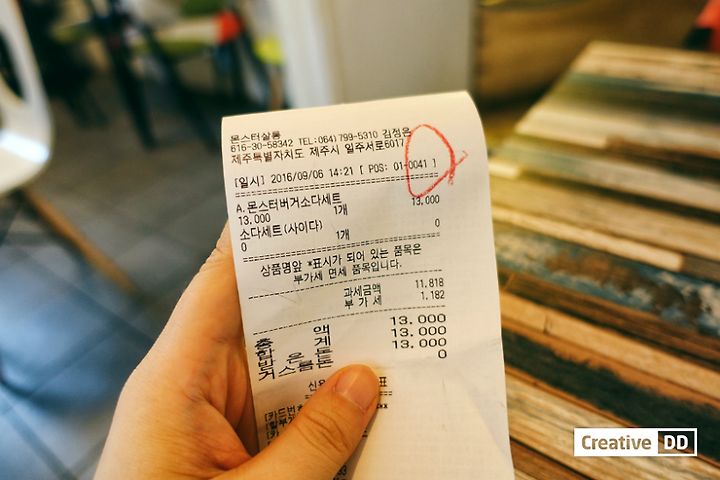 몬스터살롱
616-30-58342 TEL:064)799-5310 김정은
제주특별자치도 제주시 일주서로6017
[일시] 2016/09/06 14:21 [ POS: 01-0041 ]
A.몬스터버거소다세트
13.000 1개 13.000
소다세트(사이다)
0 1개 0
상품명앞 *표시가 되어 있는 품목은
부가세 면세 품목입니다.
과세금액 11,818
부 가 세 1,182
총 액 13.000
합 계 13.000
받 은 돈 13.000
거 스 름 돈 0
Creative DD